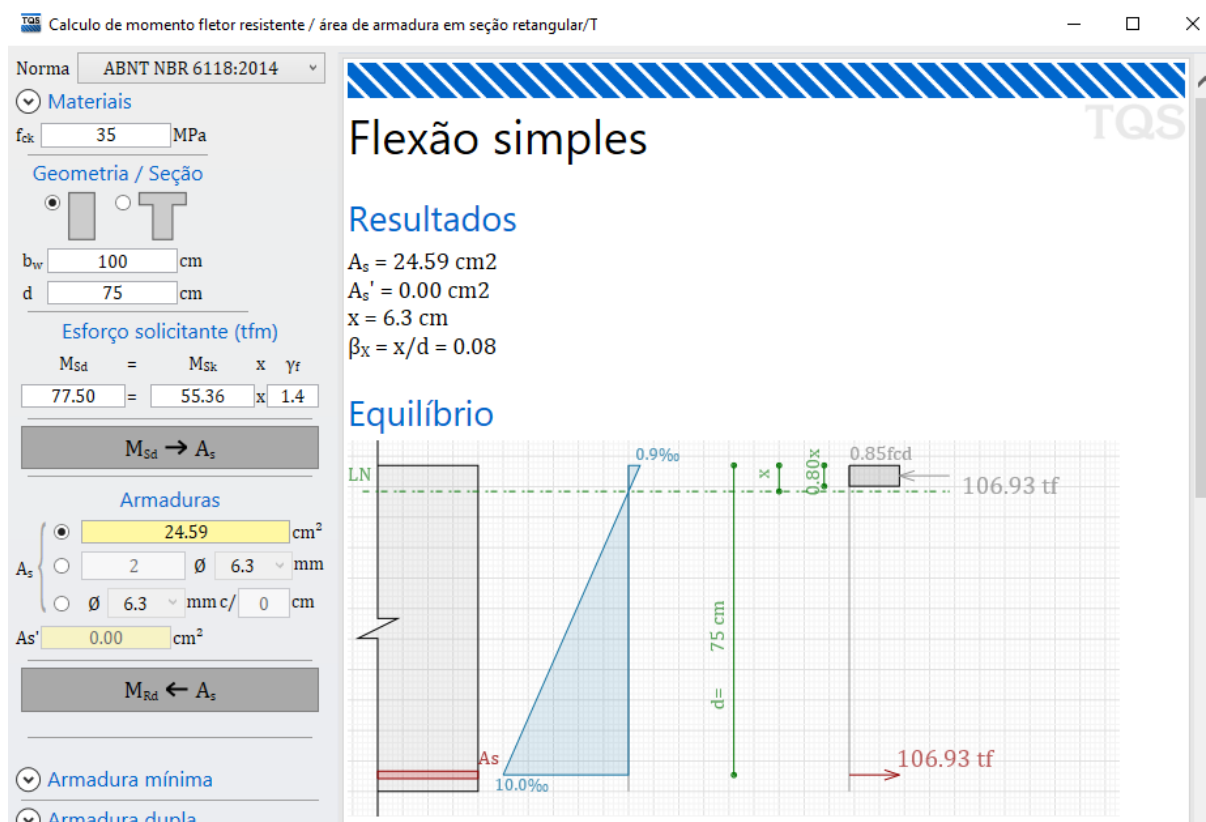 TQS Calculo de momento fletor resistente / área de armadura em seção retangular/T
Norma ABNT NBR 6118:2014
Materiais
fck 35 MPa
Geometria / Seção
bw 100 cm
d 75 cm
Esforço solicitante (tfm)
MSd = MSk x γf
77.50 = 55.36 x 1.4
MSd → As
Armaduras
24.59 cm²
As 2 Ø 6.3 mm
Ø 6.3 mm c/ 0 cm
As' 0.00 cm²
MRd ← As
Armadura mínima
Armadura dupla
TQS
Flexão simples
Resultados
As = 24.59 cm2
As' = 0.00 cm2
x = 6.3 cm
βX = x/d = 0.08
Equilíbrio
0.9‰
0.85fcd
LN
x
0.80x
106.93 tf
d= 75 cm
As
106.93 tf
10.0‰